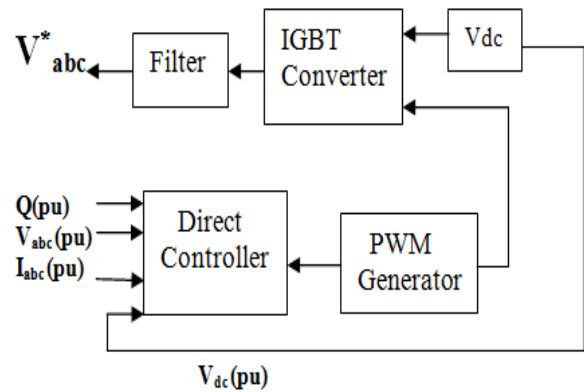 V*abc
Filter
IGBT
Converter
Vdc
Q(pu)
Vabc(pu)
Iabc(pu)
Direct
Controller
PWM
Generator
Vdc(pu)